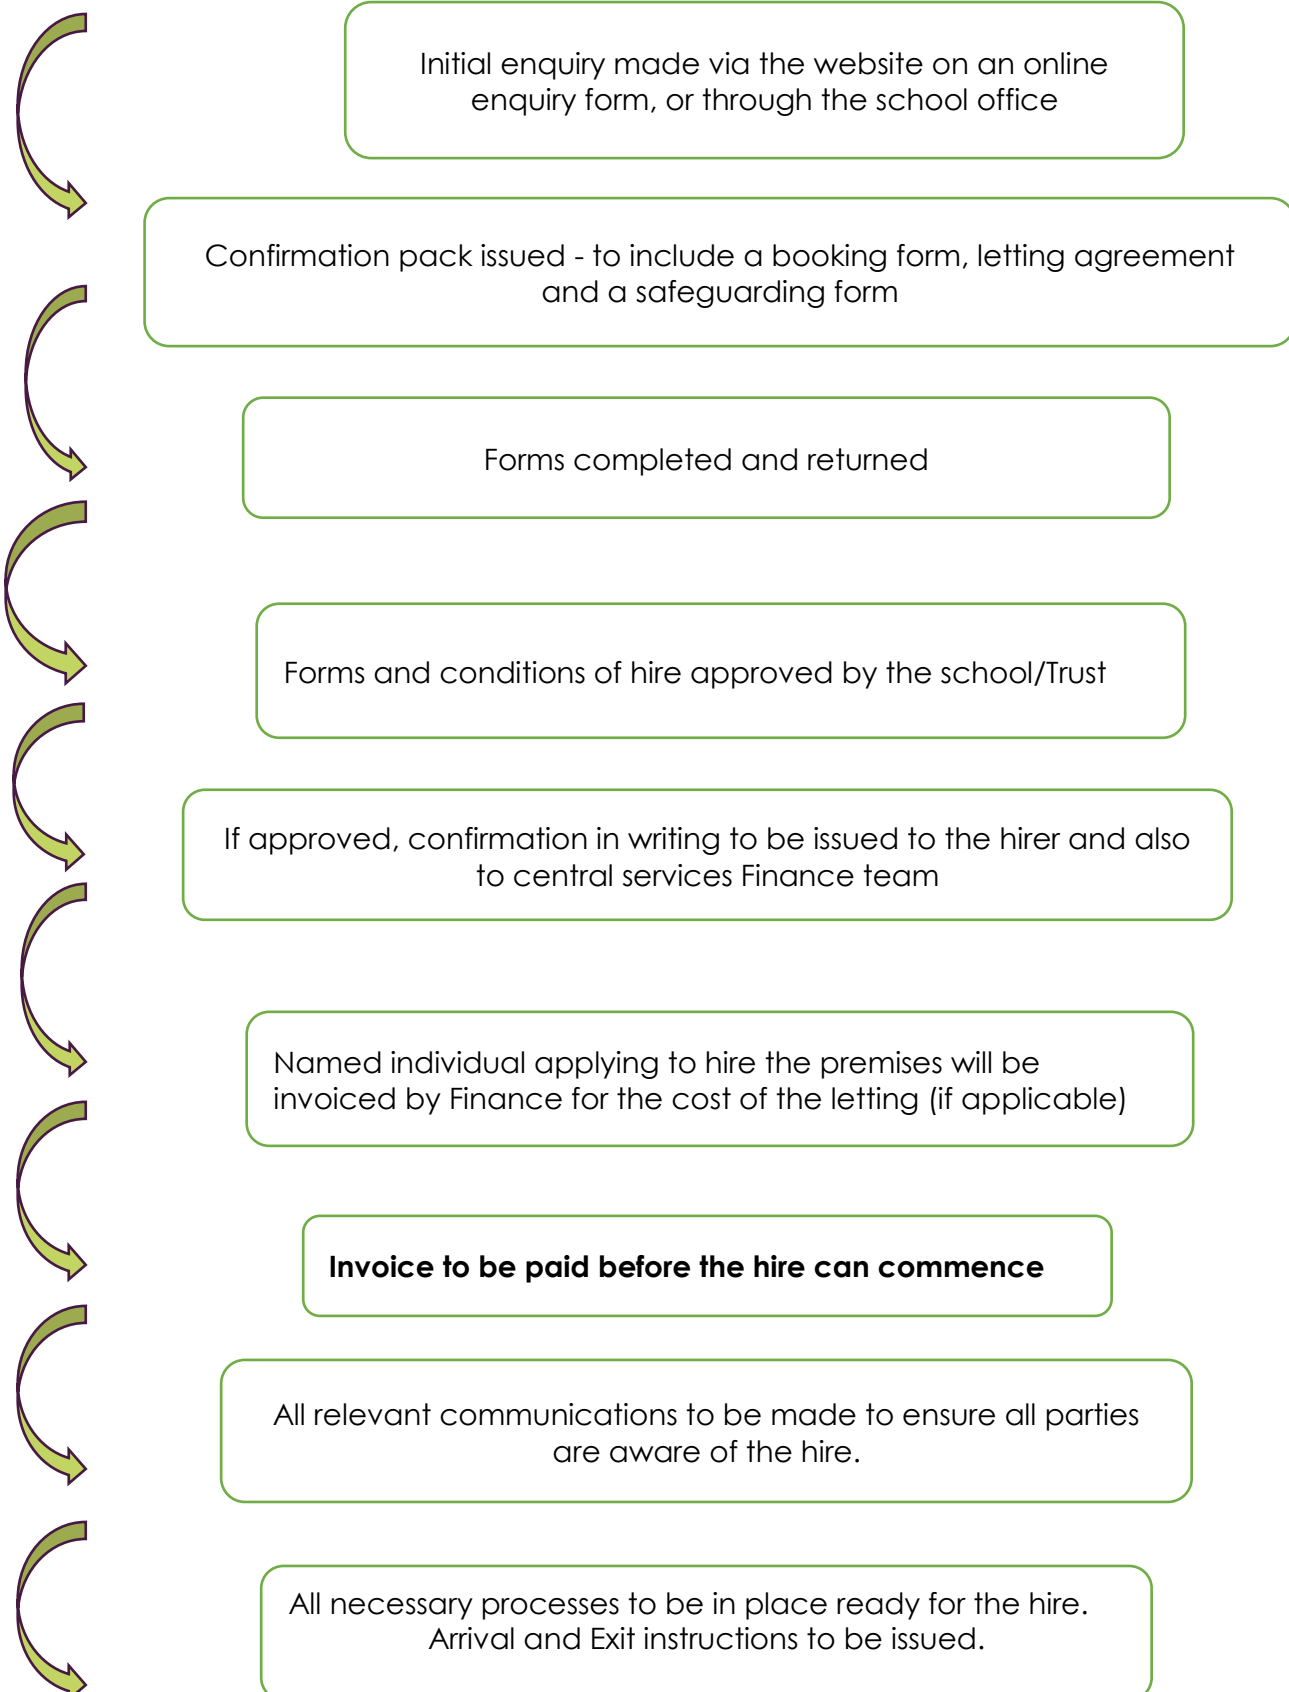 Initial enquiry made via the website on an online
enquiry form, or through the school office
Confirmation pack issued - to include a booking form, letting agreement
and a safeguarding form
Forms completed and returned
Forms and conditions of hire approved by the school/Trust
If approved, confirmation in writing to be issued to the hirer and also
to central services Finance team
Named individual applying to hire the premises will be
invoiced by Finance for the cost of the letting (if applicable)
Invoice to be paid before the hire can commence
All relevant communications to be made to ensure all parties
are aware of the hire.
All necessary processes to be in place ready for the hire.
Arrival and Exit instructions to be issued.